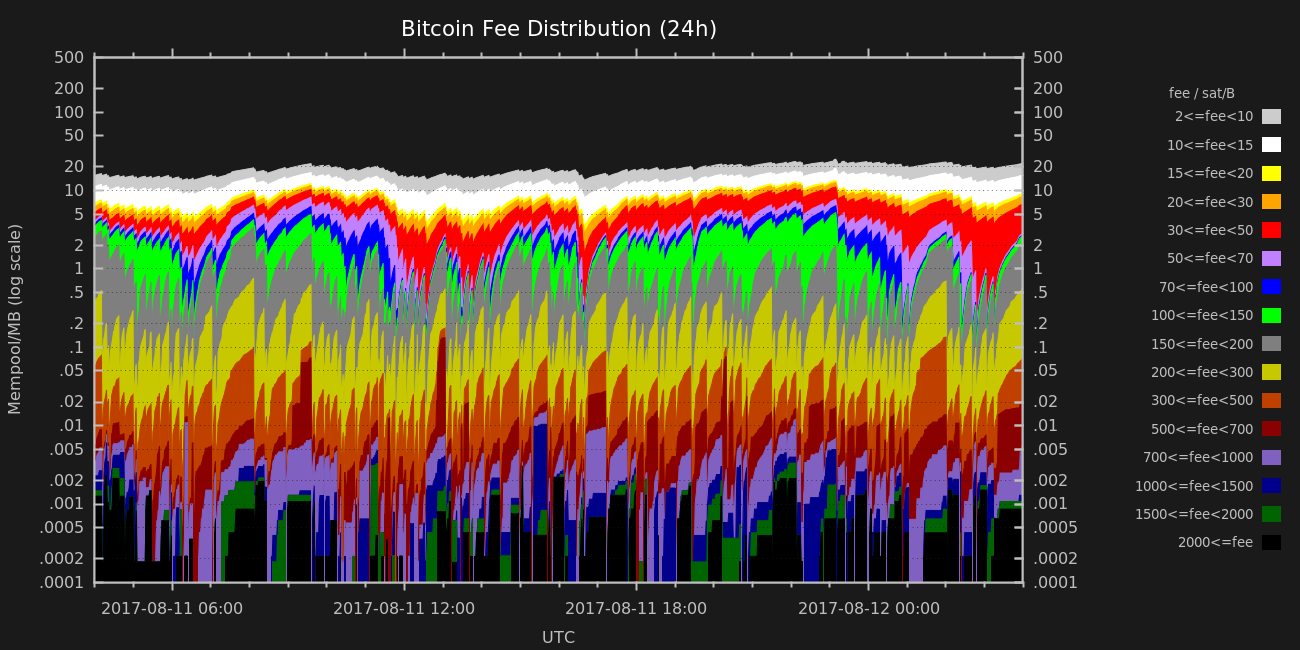 Bitcoin Fee Distribution (24h)
Mempool/MB (log scale)
500
200
100
50
20
10
5
2
1
.5
.2
.1
.05
.02
.01
.005
.002
.001
.0005
.0002
.0001
500
200
100
50
20
10
5
2
1
.5
.2
.1
.05
.02
.01
.005
.002
.001
.0005
.0002
.0001
2017-08-11 06:00
2017-08-11 12:00
2017-08-11 18:00
2017-08-12 00:00
UTC
fee / sat/B
2<=fee<10
10<=fee<15
15<=fee<20
20<=fee<30
30<=fee<50
50<=fee<70
70<=fee<100
100<=fee<150
150<=fee<200
200<=fee<300
300<=fee<500
500<=fee<700
700<=fee<1000
1000<=fee<1500
1500<=fee<2000
2000<=fee